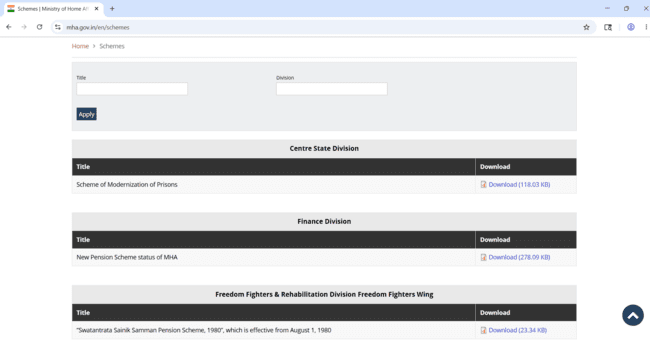 Schemes | Ministry of Home Af
mha.gov.in/en/schemes
Home > Schemes
Title Division
Apply
Centre State Division
Title Download
Scheme of Modernization of Prisons Download (118.03 KB)
Finance Division
Title Download
New Pension Scheme status of MHA Download (278.09 KB)
Freedom Fighters & Rehabilitation Division Freedom Fighters Wing
Title Download
"Swatantrata Sainik Samman Pension Scheme, 1980", which is effective from August 1, 1980 Download (23.34 KB)